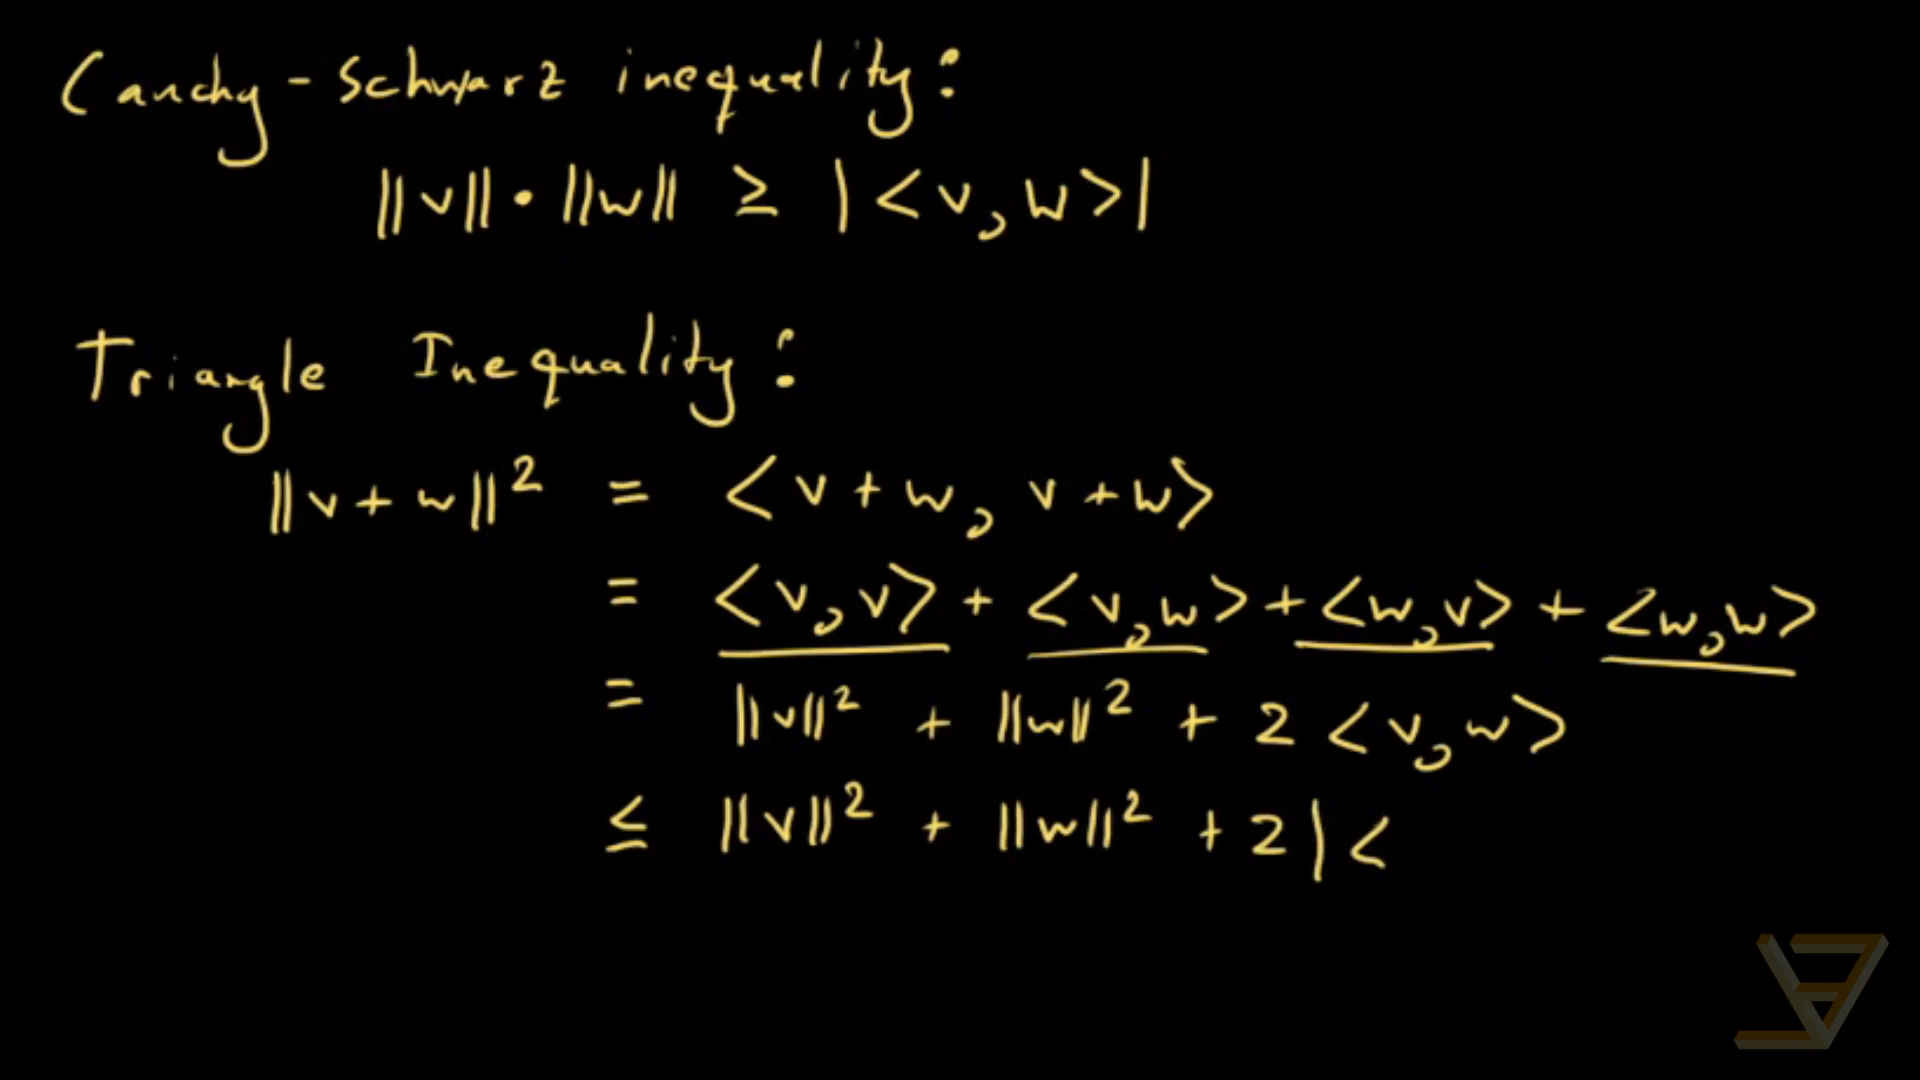 Cauchy-Schwarz inequality:
||v|| · ||w|| ≥ |<v, w>|
Triangle Inequality:
||v + w||² = <v + w, v + w>
= <v, v> + <v, w> + <w, v> + <w, w>
= ||v||² + ||w||² + 2 <v, w>
≤ ||v||² + ||w||² + 2 | <